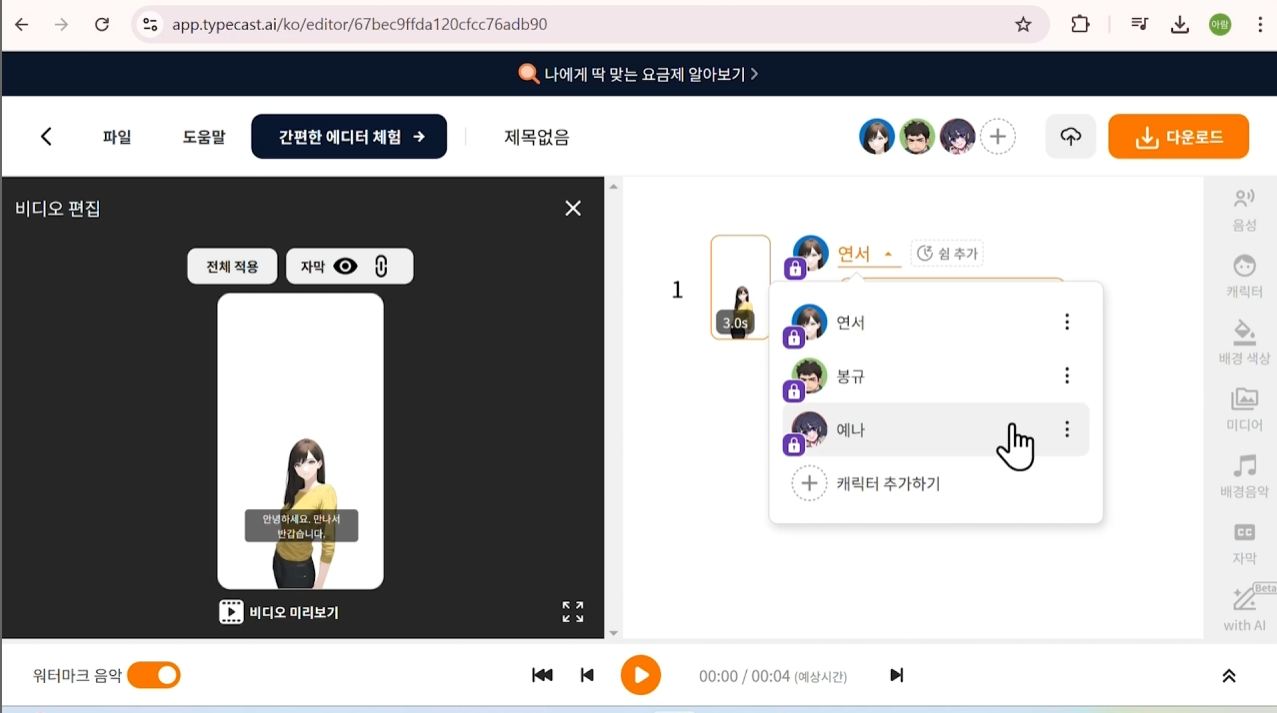 app.typecast.ai/ko/editor/67bec9ffda120cfcc76adb90
아람
나에게 딱 맞는 요금제 알아보기 >
파일
도움말
간편한 에디터 체험 →
제목없음
다운로드
비디오 편집
전체 적용
자막
안녕하세요. 만나서
반갑습니다.
비디오 미리보기
1
3.0s
연서
쉼 추가
연서
봉규
예나
캐릭터 추가하기
음성
캐릭터
배경 색상
미디어
배경음악
CC
자막
Beta
with AI
워터마크 음악
00:00 / 00:04 (예상시간)